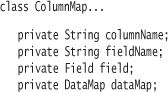 class ColumnMap...
private String columnName;
private String fieldName;
private Field field;
private DataMap dataMap;